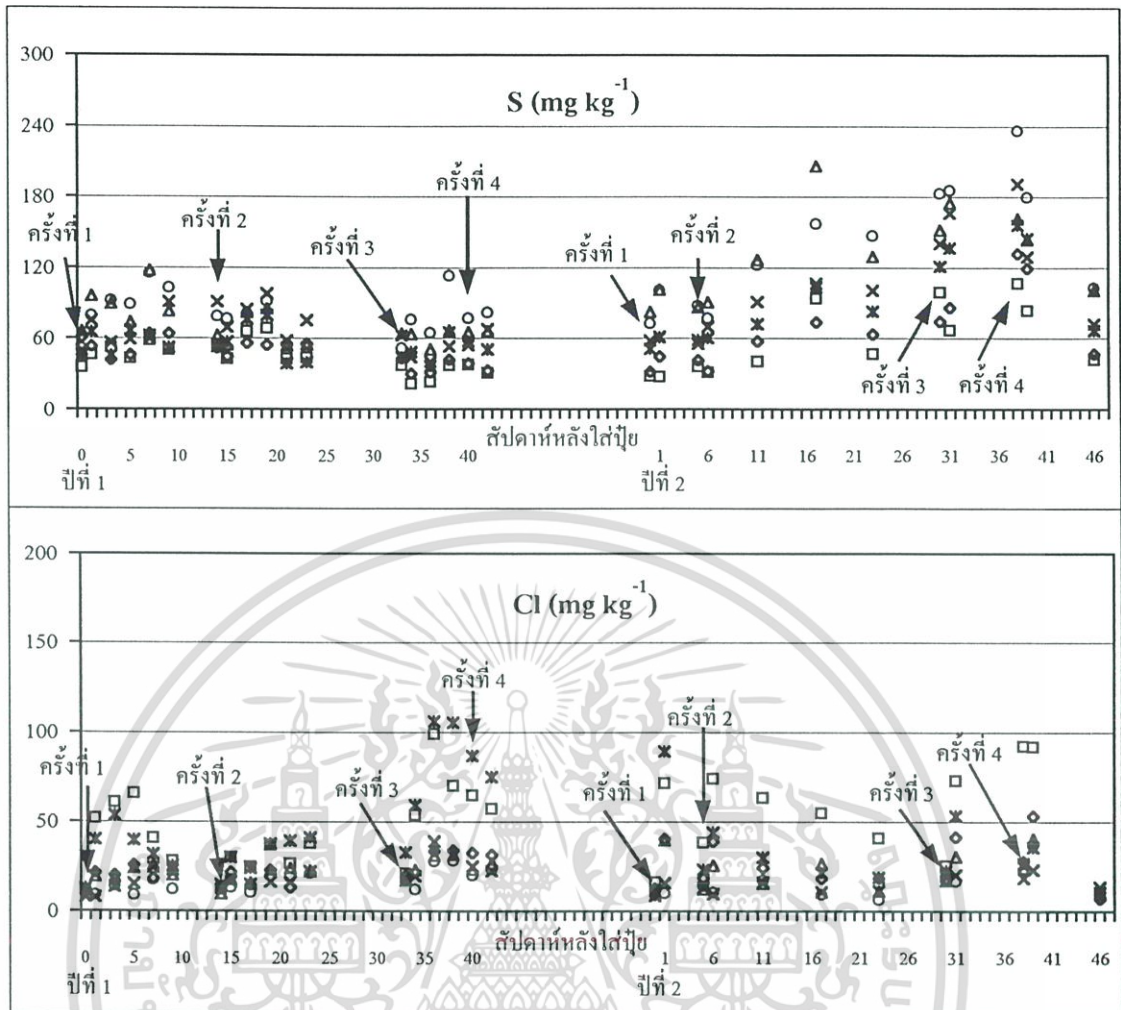 S (mg kg-1)
300
240
180
120
60
0
ครั้งที่ 1
ครั้งที่ 2
ครั้งที่ 3
ครั้งที่ 4
ครั้งที่ 1
ครั้งที่ 2
ครั้งที่ 3
ครั้งที่ 4
สัปดาห์หลังใส่ปุ๋ย
0 5 10 15 20 25 30 35 40 1 6 11 16 21 26 31 36 41 46
ปีที่ 1 ปีที่ 2
Cl (mg kg-1)
200
150
100
50
0
ครั้งที่ 1
ครั้งที่ 2
ครั้งที่ 3
ครั้งที่ 4
ครั้งที่ 1
ครั้งที่ 2
ครั้งที่ 3
ครั้งที่ 4
สัปดาห์หลังใส่ปุ๋ย
0 5 10 15 20 25 30 35 40 1 6 11 16 21 26 31 36 41 46
ปีที่ 1 ปีที่ 2